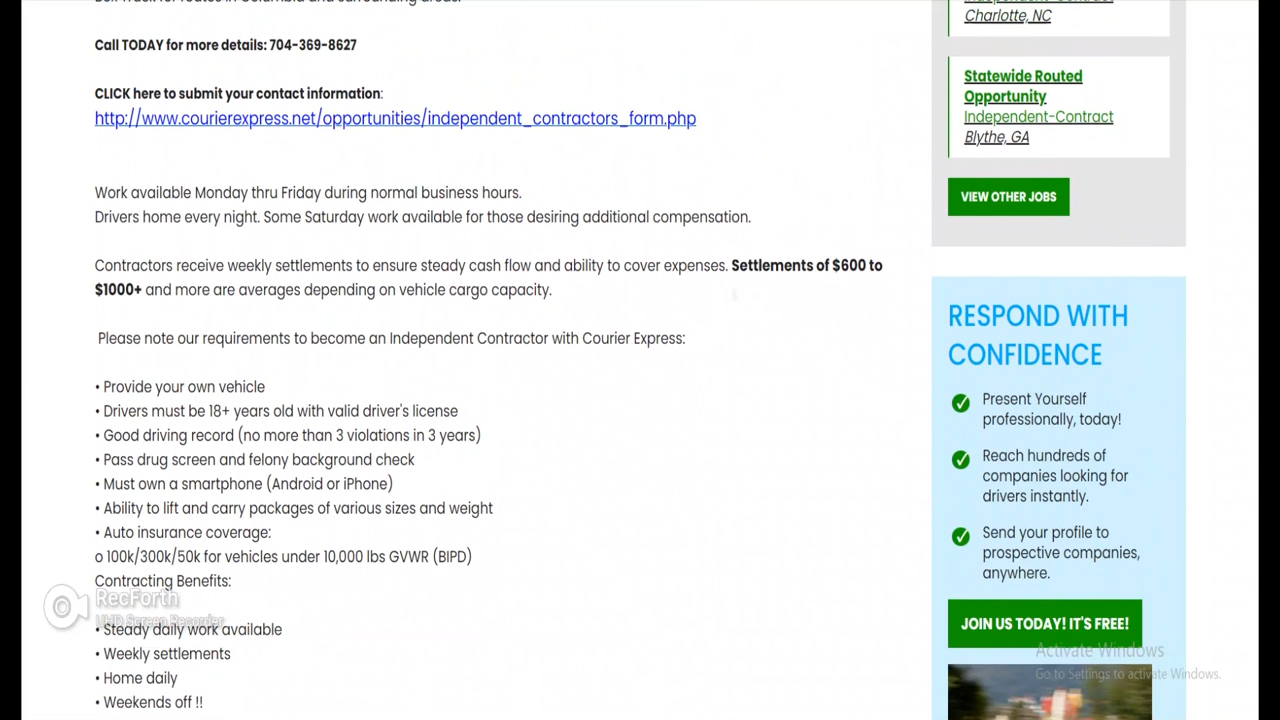 Call TODAY for more details: 704-369-8627
CLICK here to submit your contact information:
http://www.courierexpress.net/opportunities/independent_contractors_form.php
Work available Monday thru Friday during normal business hours.
Drivers home every night. Some Saturday work available for those desiring additional compensation.
Contractors receive weekly settlements to ensure steady cash flow and ability to cover expenses. Settlements of $600 to
$1000+ and more are averages depending on vehicle cargo capacity.
Please note our requirements to become an Independent Contractor with Courier Express:
• Provide your own vehicle
• Drivers must be 18+ years old with valid driver's license
• Good driving record (no more than 3 violations in 3 years)
• Pass drug screen and felony background check
• Must own a smartphone (Android or iPhone)
• Ability to lift and carry packages of various sizes and weight
• Auto insurance coverage:
o 100k/300k/50k for vehicles under 10,000 lbs GVWR (BIPD)
Contracting Benefits:
• Steady daily work available
• Weekly settlements
• Home daily
• Weekends off !!
RecForth
UHD Screen Recorder
Charlotte, NC
Statewide Routed
Opportunity
Independent-Contract
Blythe, GA
VIEW OTHER JOBS
RESPOND WITH
CONFIDENCE
Present Yourself
professionally, today!
Reach hundreds of
companies looking for
drivers instantly.
Send your profile to
prospective companies,
anywhere.
JOIN US TODAY! IT'S FREE!
Activate Windows
Go to Settings to activate Windows.